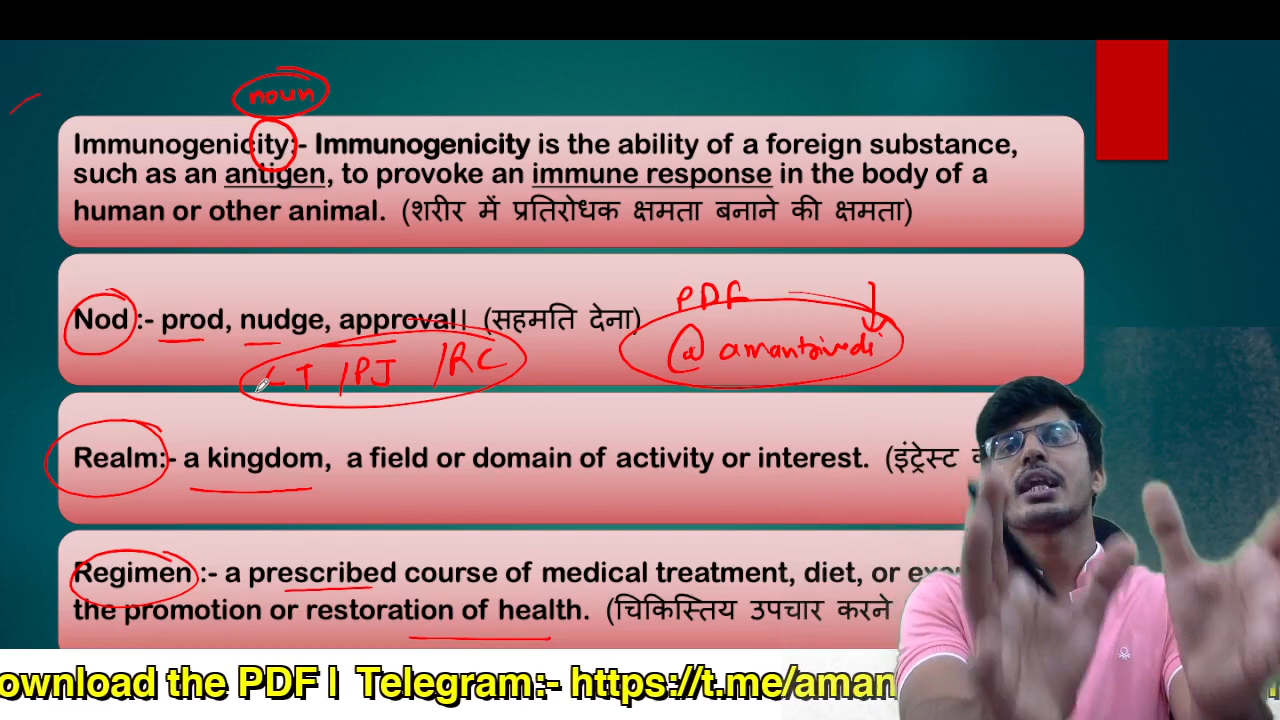 noun
Immunogenicity:- Immunogenicity is the ability of a foreign substance,
such as an antigen, to provoke an immune response in the body of a
human or other animal. (शरीर में प्रतिरोधक क्षमता बनाने की क्षमता)
PDF
Nod :- prod, nudge, approval। (सहमति देना)
@ amantrivedi
CT /PJ /RC
Realm:- a kingdom, a field or domain of activity or interest. (इंट्रेस्ट
Regimen :- a prescribed course of medical treatment, diet, or
the promotion or restoration of health. (चिकिस्तिय उपचार करने
ownload the PDF l Telegram:- https://t.me/aman